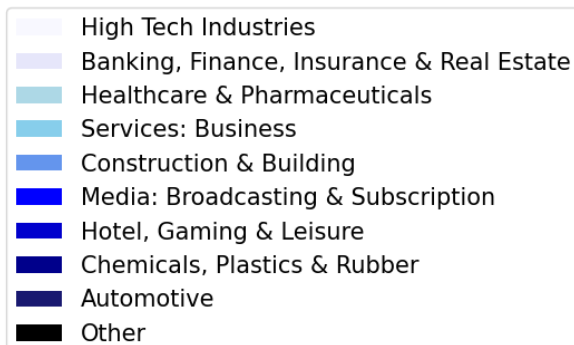 High Tech Industries
Banking, Finance, Insurance & Real Estate
Healthcare & Pharmaceuticals
Services: Business
Construction & Building
Media: Broadcasting & Subscription
Hotel, Gaming & Leisure
Chemicals, Plastics & Rubber
Automotive
Other